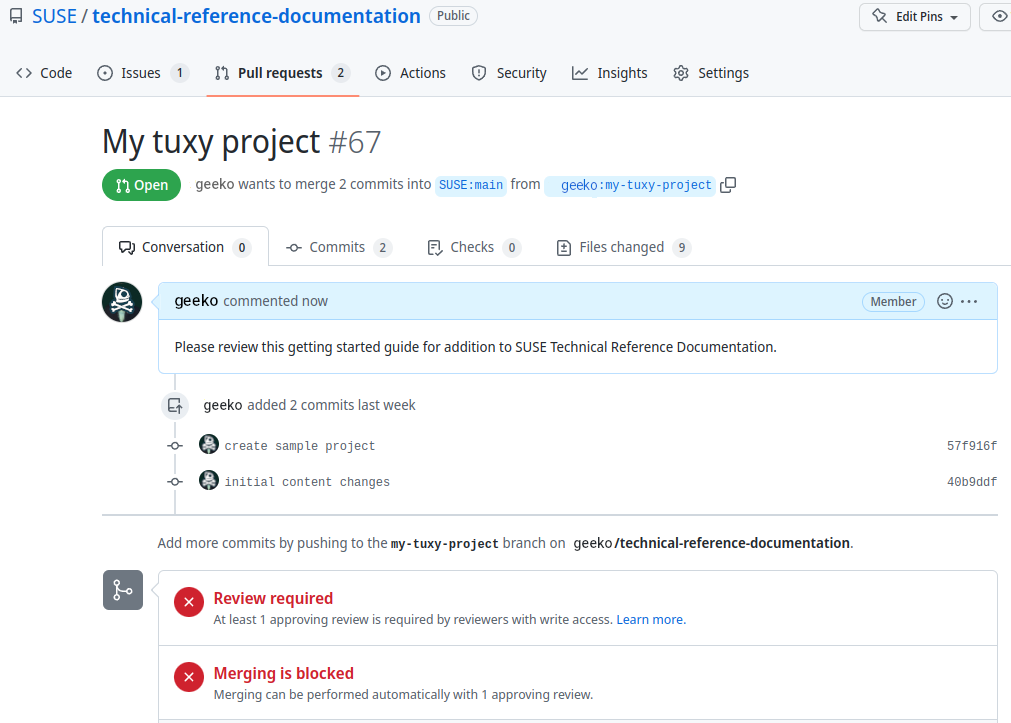 SUSE / technical-reference-documentation Public Edit Pins
Code Issues 1 Pull requests 2 Actions Security Insights Settings
My tuxy project #67
Open geeko wants to merge 2 commits into SUSE:main from geeko:my-tuxy-project
Conversation 0 Commits 2 Checks 0 Files changed 9
geeko commented now Member
Please review this getting started guide for addition to SUSE Technical Reference Documentation.
geeko added 2 commits last week
create sample project 57f916f
initial content changes 40b9ddf
Add more commits by pushing to the my-tuxy-project branch on geeko/technical-reference-documentation.
Review required
At least 1 approving review is required by reviewers with write access. Learn more.
Merging is blocked
Merging can be performed automatically with 1 approving review.